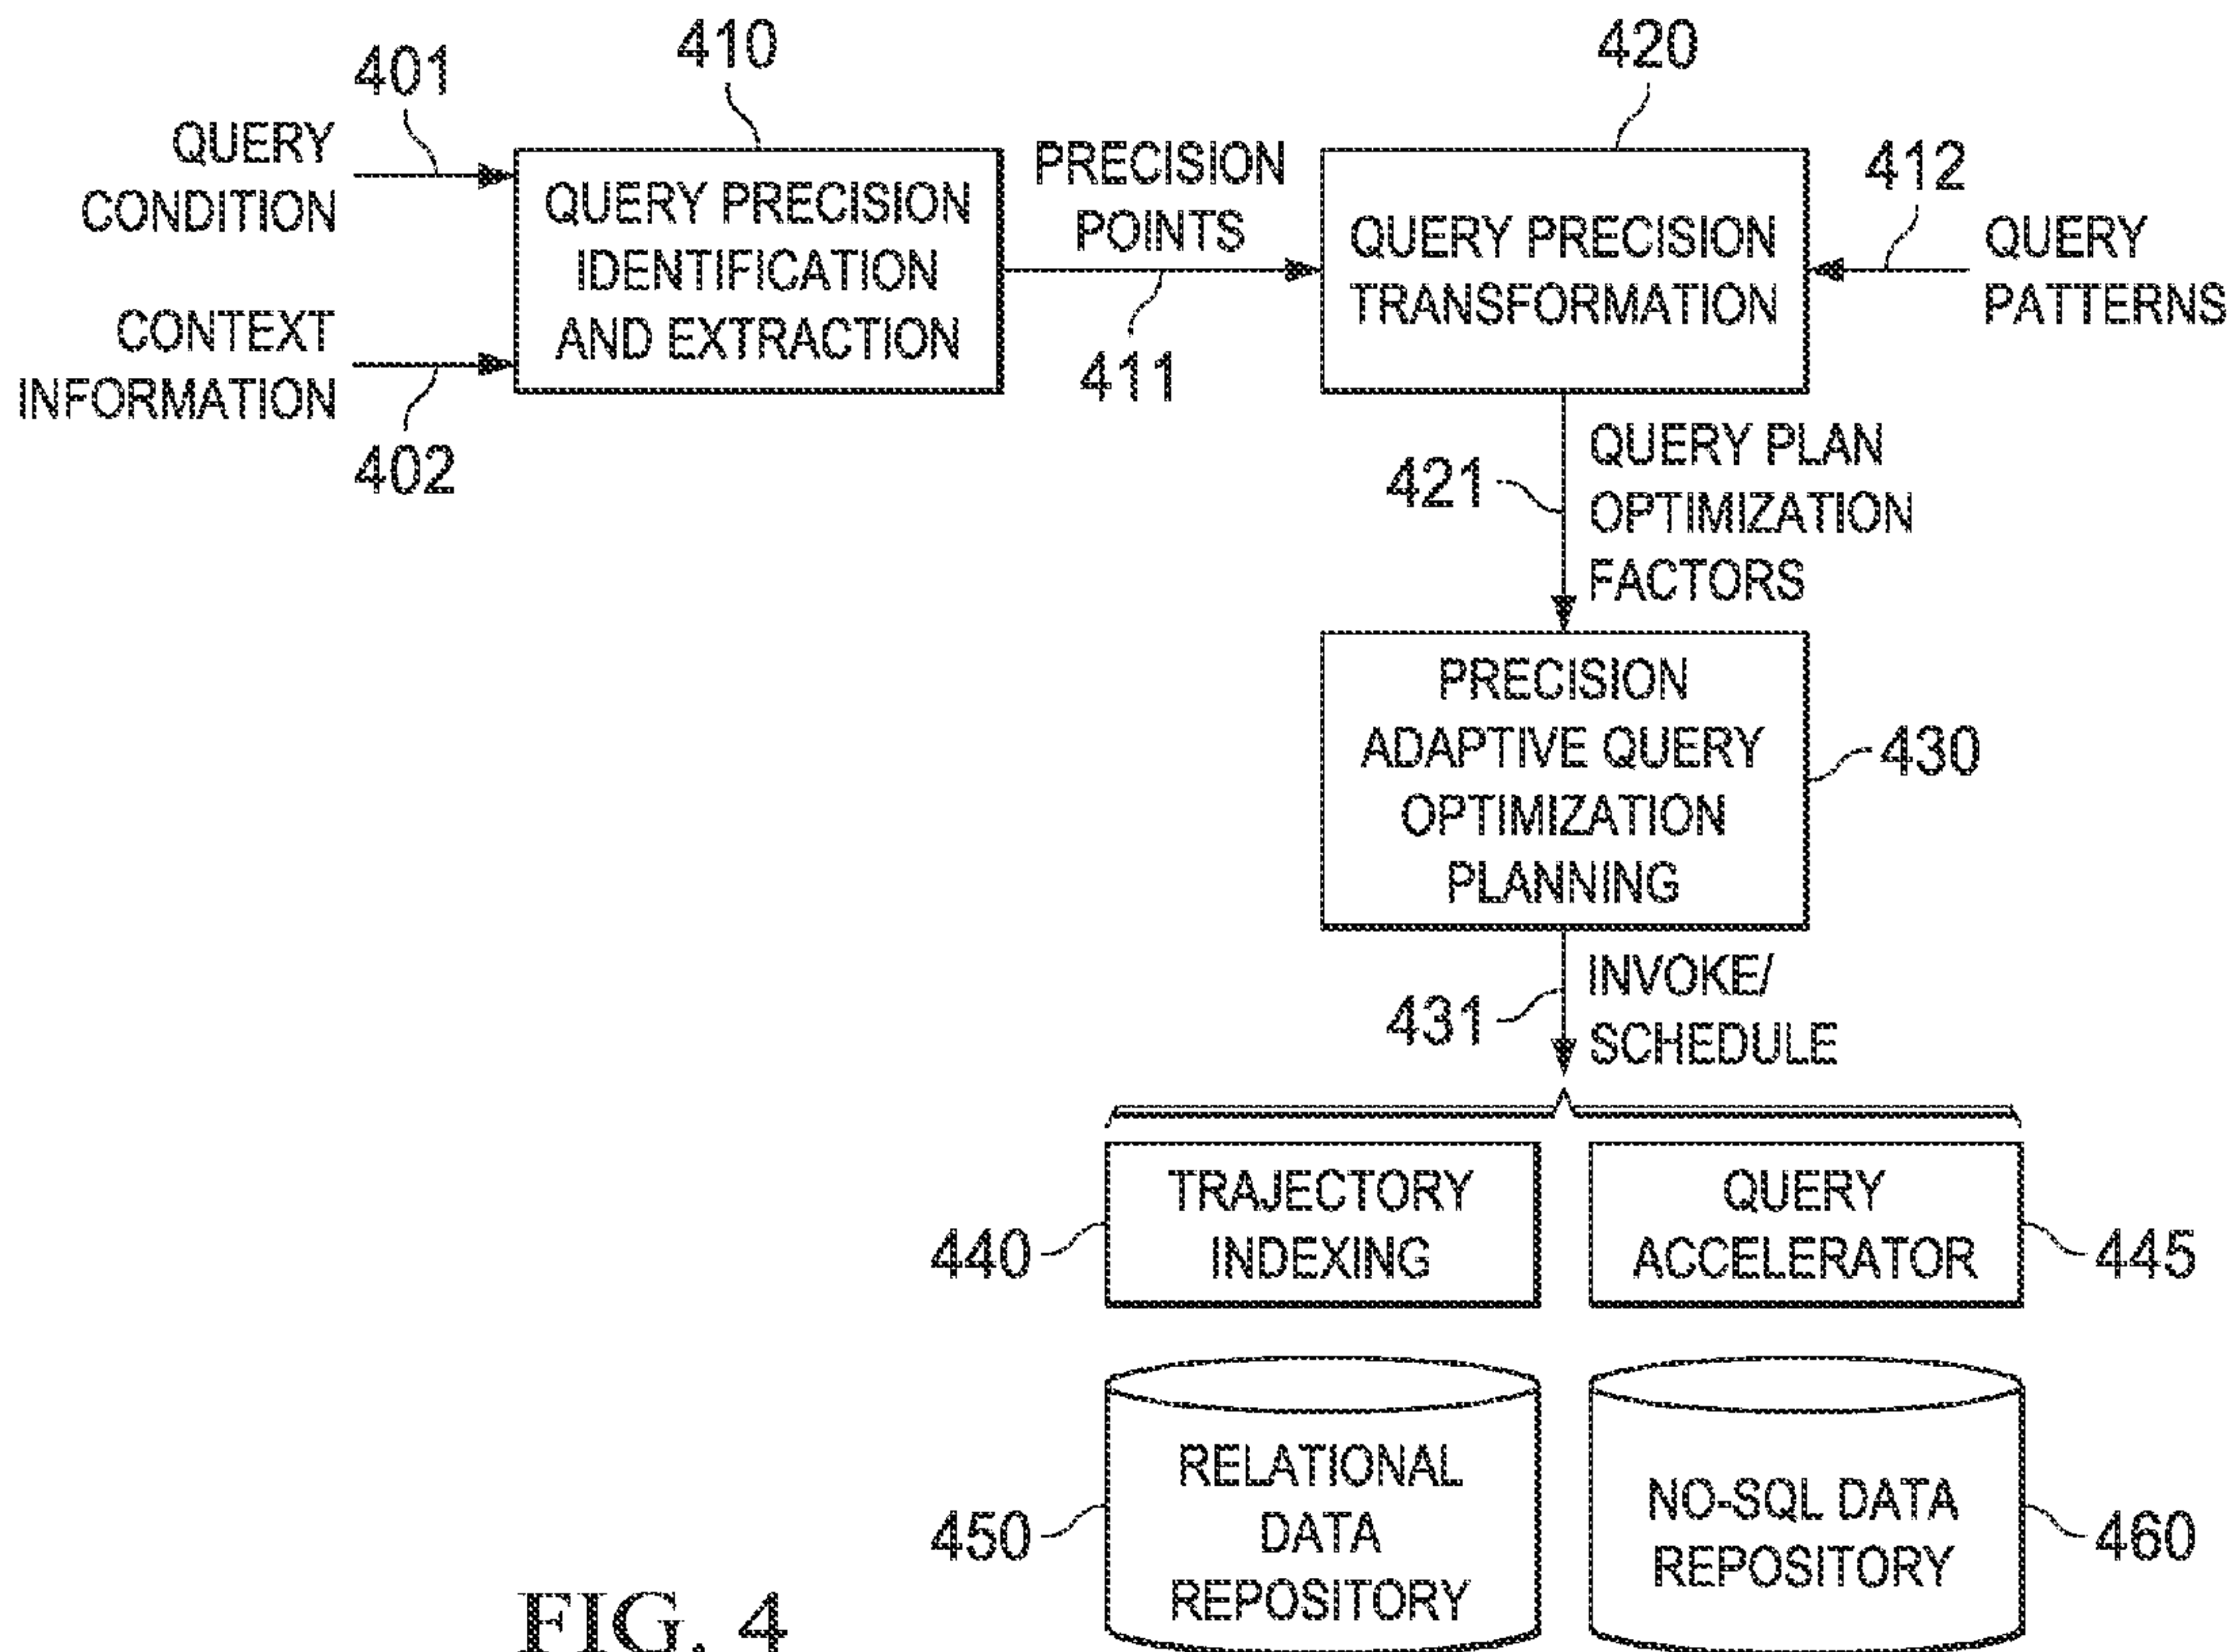 410
420
401
QUERY
CONDITION
PRECISION
POINTS
412
QUERY PRECISION
IDENTIFICATION
AND EXTRACTION
QUERY PRECISION
TRANSFORMATION
QUERY
PATTERNS
CONTEXT
INFORMATION
411
402
421
QUERY PLAN
OPTIMIZATION
FACTORS
PRECISION
ADAPTIVE QUERY
OPTIMIZATION
PLANNING
430
431
INVOKE/
SCHEDULE
TRAJECTORY
INDEXING
QUERY
ACCELERATOR
440
445
RELATIONAL
DATA
REPOSITORY
NO-SQL DATA
REPOSITORY
450
460
FIG. 4